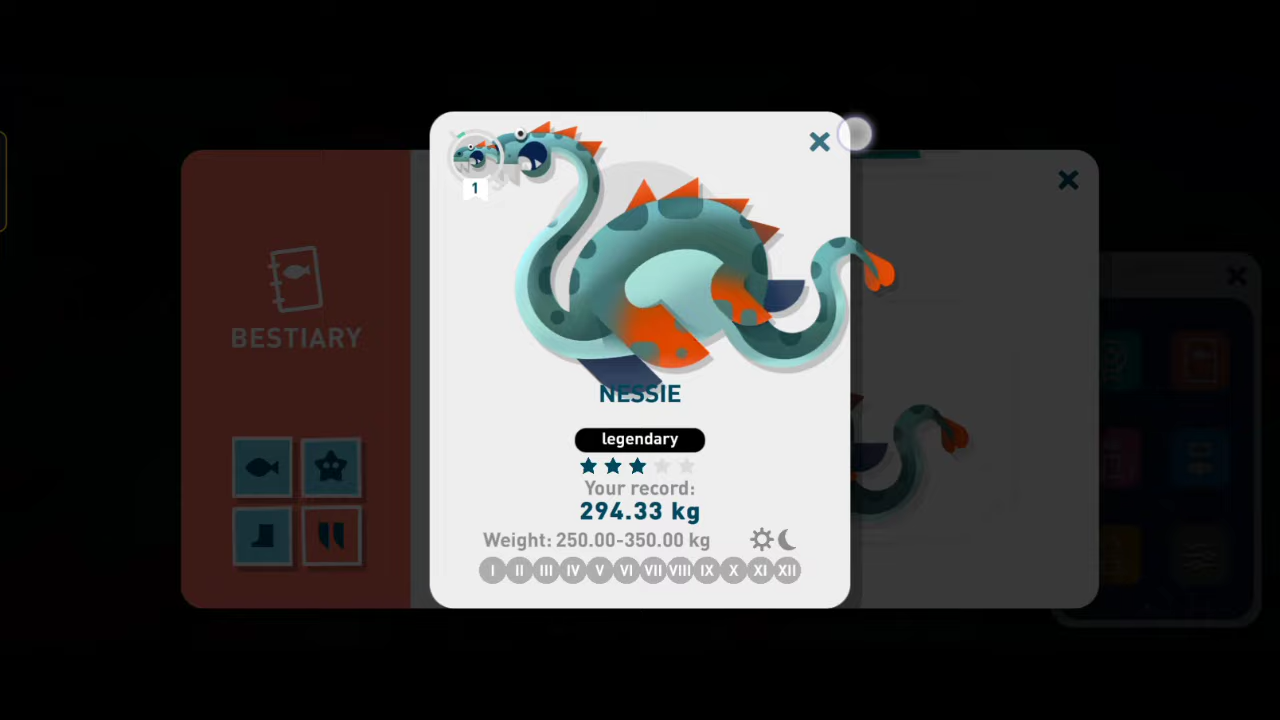 1
BESTIARY
NESSIE
legendary
Your record:
294.33 kg
Weight: 250.00-350.00 kg
I II III IV V VI VII VIII IX X XI XII